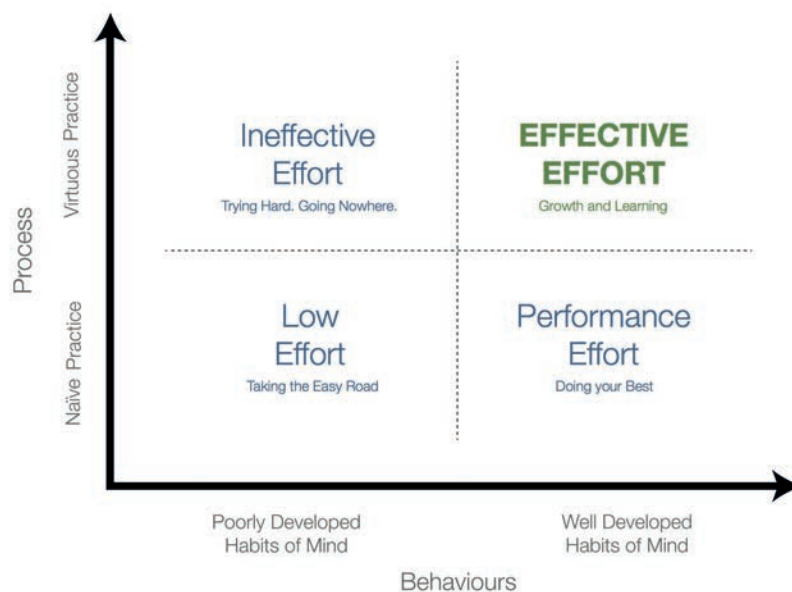 Process
Virtuous Practice
Naïve Practice
Ineffective
Effort
Trying Hard. Going Nowhere.
EFFECTIVE
EFFORT
Growth and Learning
Low
Effort
Taking the Easy Road
Performance
Effort
Doing your Best
Poorly Developed
Habits of Mind
Well Developed
Habits of Mind
Behaviours